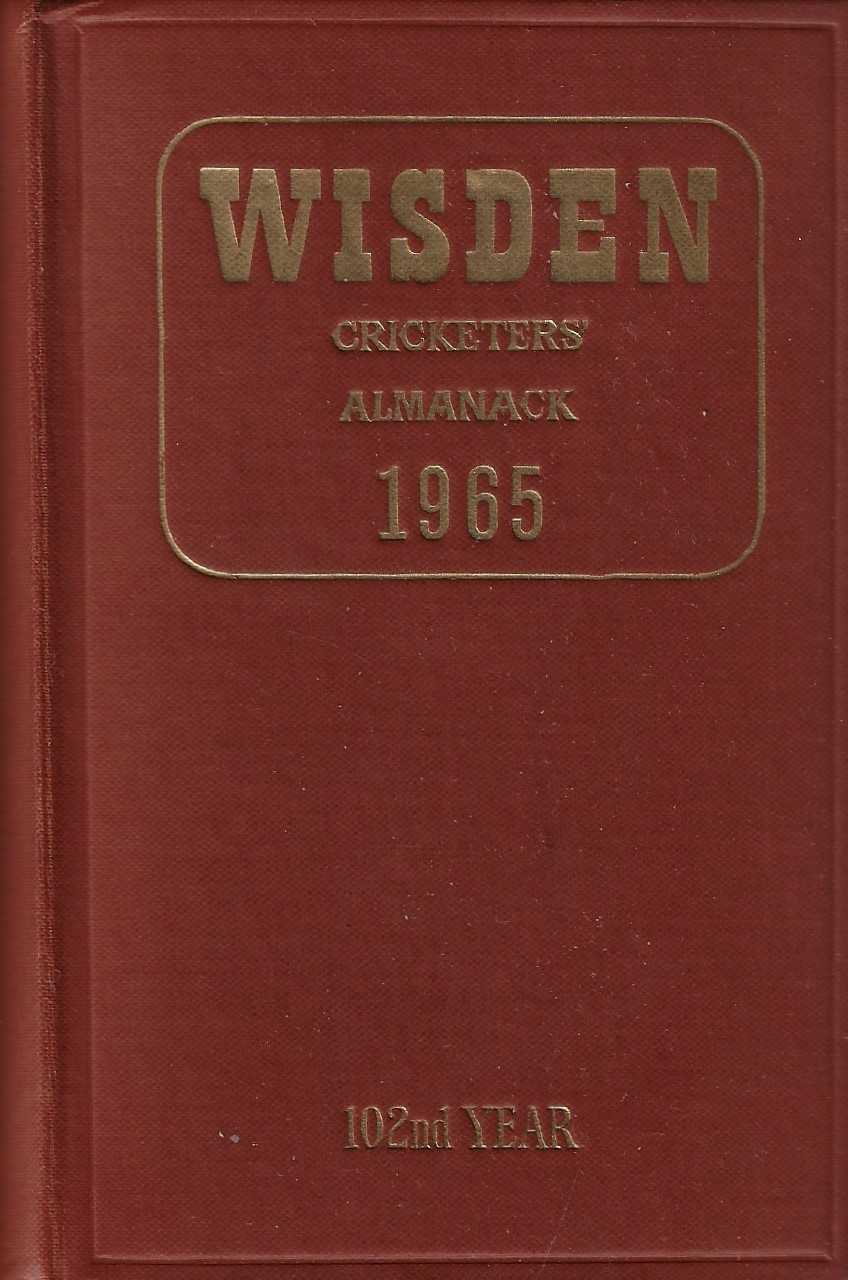 WISDEN
CRICKETERS'
ALMANACK
1965
102nd YEAR